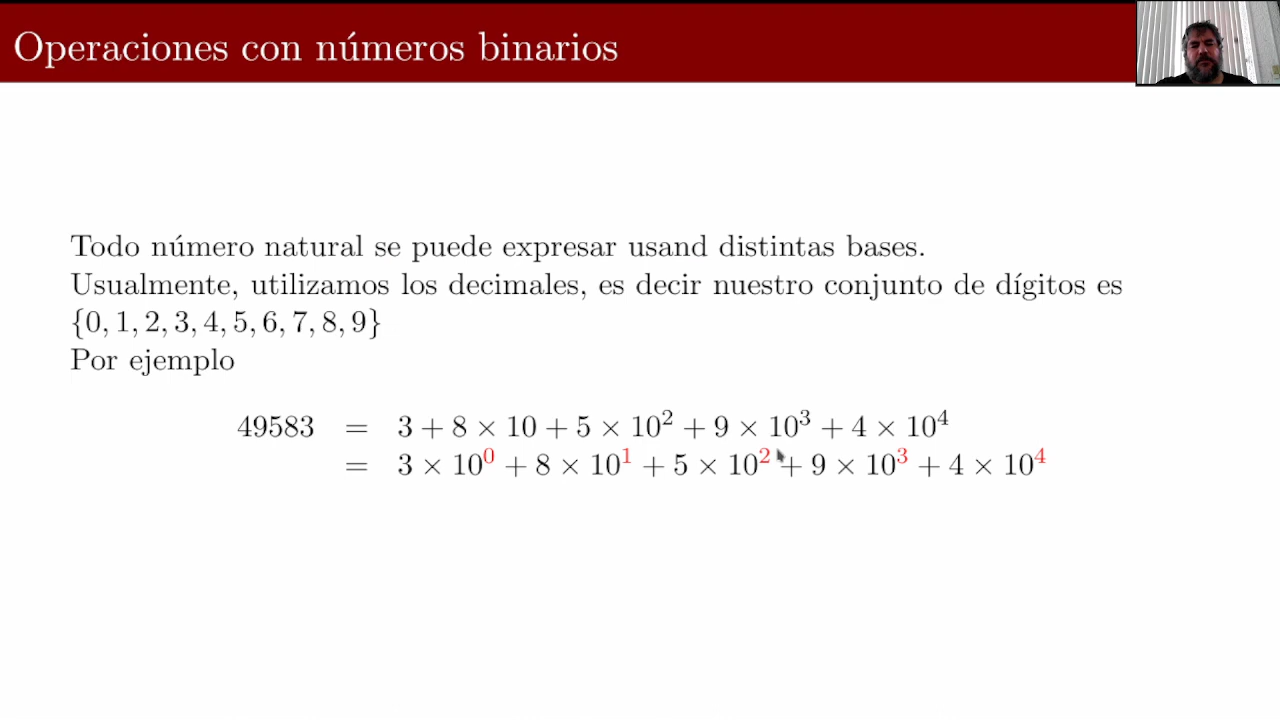 Operaciones con números binarios
Todo número natural se puede expresar usand distintas bases.
Usualmente, utilizamos los decimales, es decir nuestro conjunto de dígitos es
{0, 1, 2, 3, 4, 5, 6, 7, 8, 9}
Por ejemplo
49583 = 3 + 8 × 10 + 5 × 10² + 9 × 10³ + 4 × 10⁴
= 3 × 10⁰ + 8 × 10¹ + 5 × 10² + 9 × 10³ + 4 × 10⁴